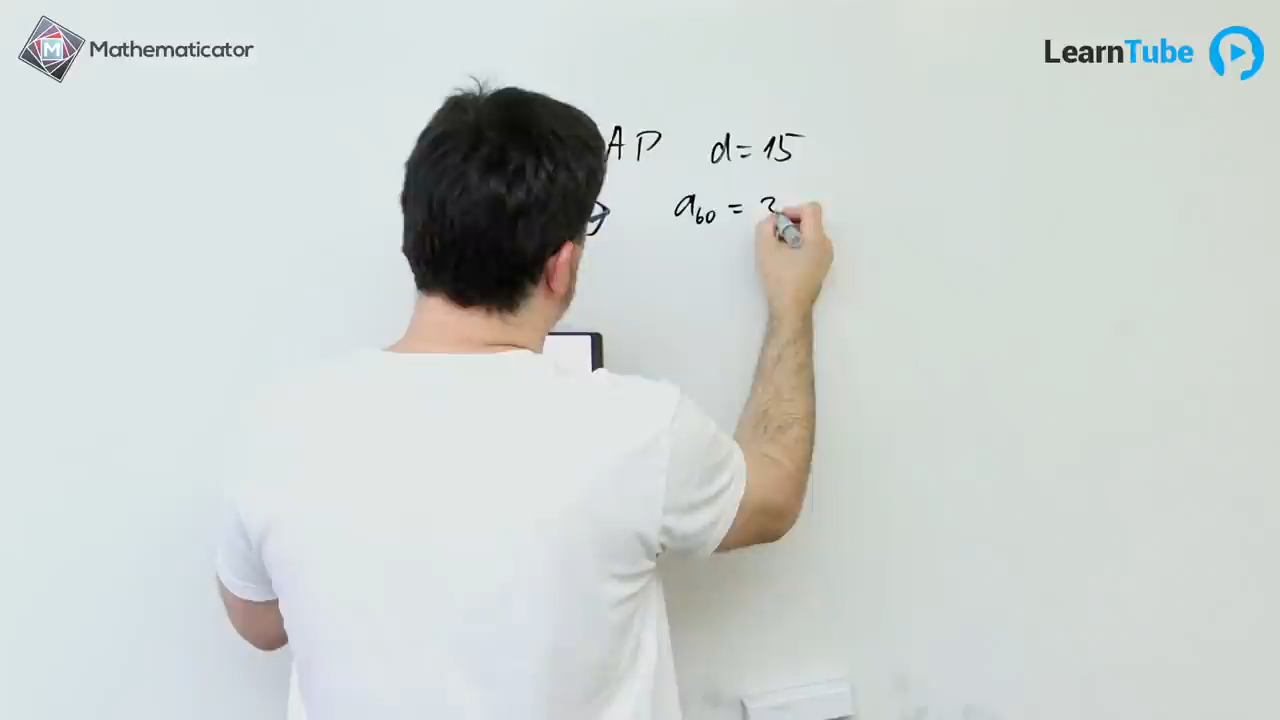 Mathematicator
LearnTube
AP d=15
a₆₀ =